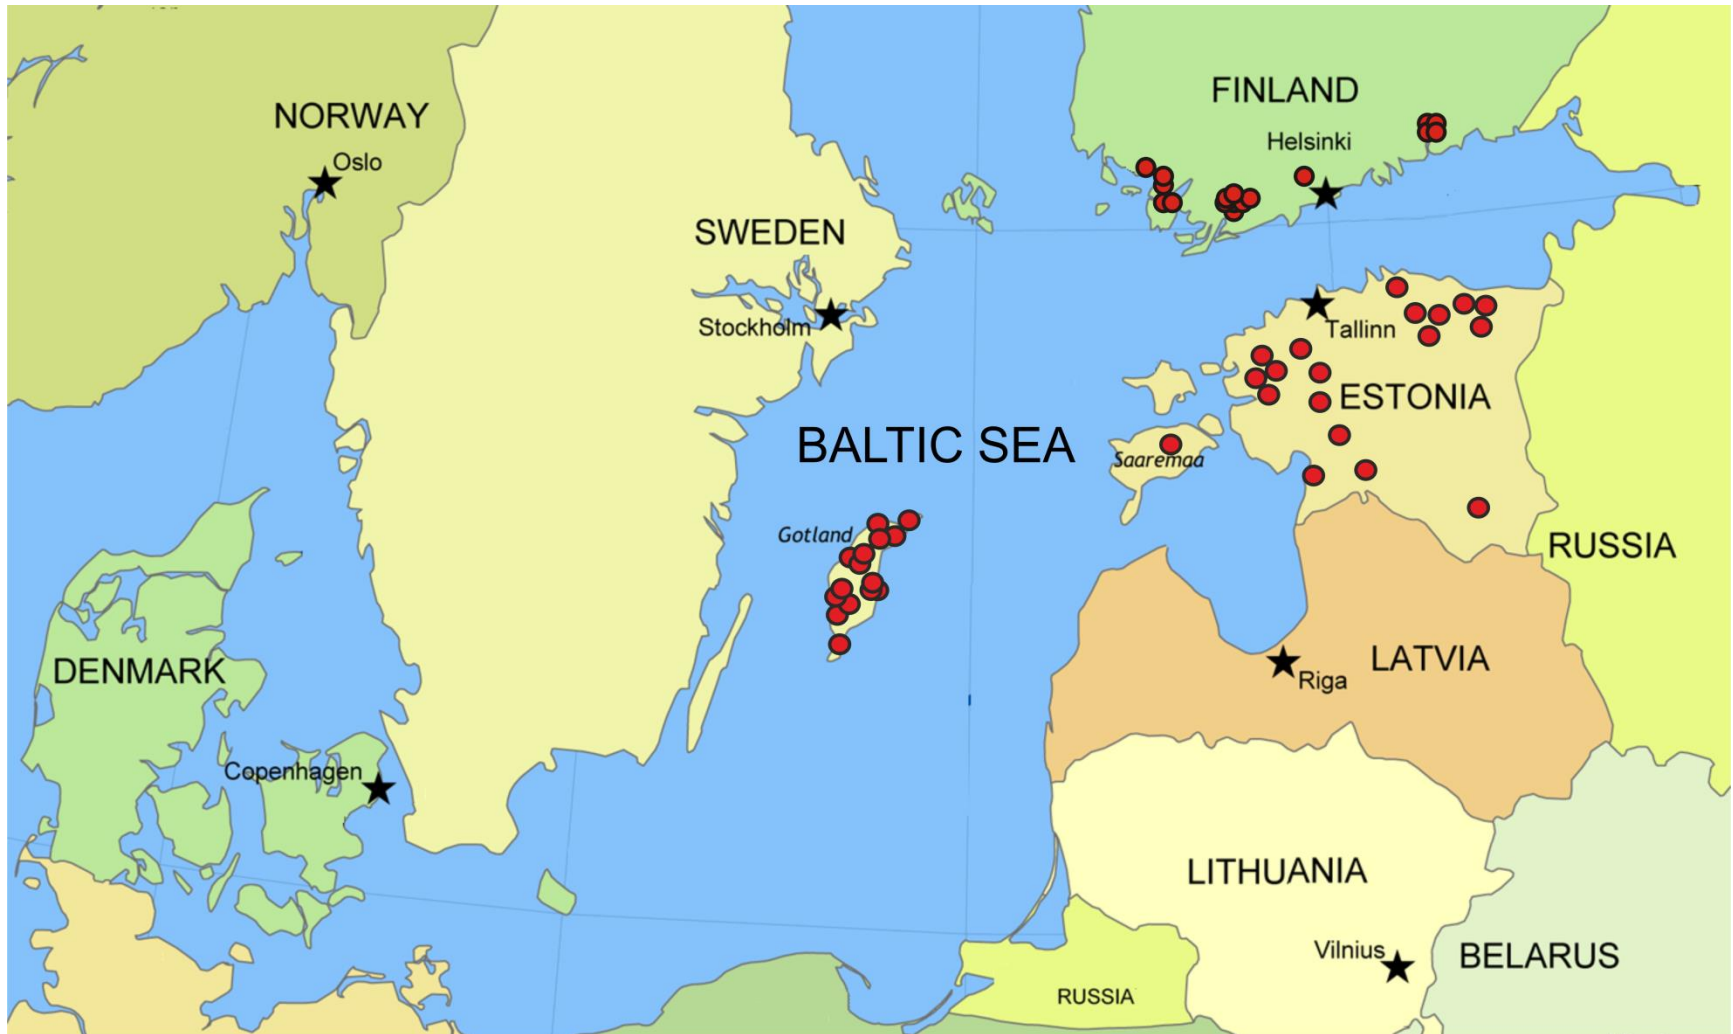 FINLAND
NORWAY
Helsinki
Oslo
SWEDEN
Stockholm
Tallinn
ESTONIA
BALTIC SEA
Saaremaa
Gotland
RUSSIA
DENMARK
LATVIA
Riga
Copenhagen
LITHUANIA
Vilnius
BELARUS
RUSSIA